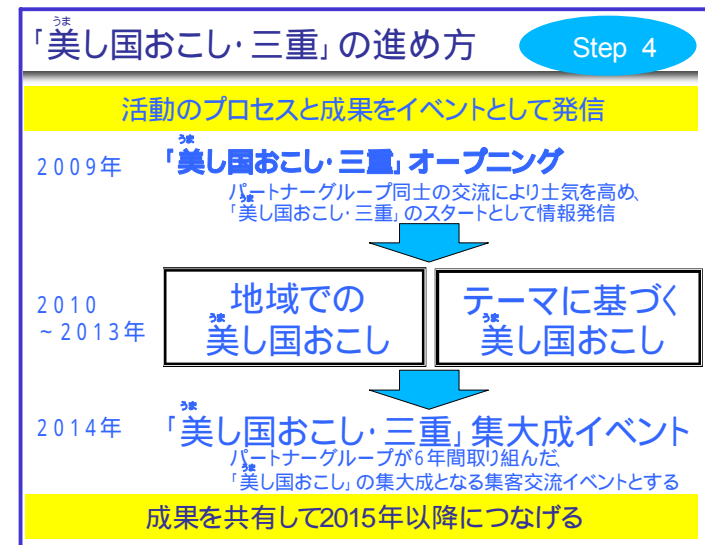 「美し国おこし・三重」の進め方
うま
Step 4
活動のプロセスと成果をイベントとして発信
2009年
うま
「美し国おこし・三重」オープニング
パートナーグループ同士の交流により士気を高め、
うま
「美し国おこし・三重」のスタートとして情報発信
2010
~2013年
地域での
うま
美し国おこし
テーマに基づく
うま
美し国おこし
2014年
うま
「美し国おこし・三重」集大成イベント
パートナーグループが6年間取り組んだ、
うま
「美し国おこし」の集大成となる集客交流イベントとする
成果を共有して2015年以降につなげる